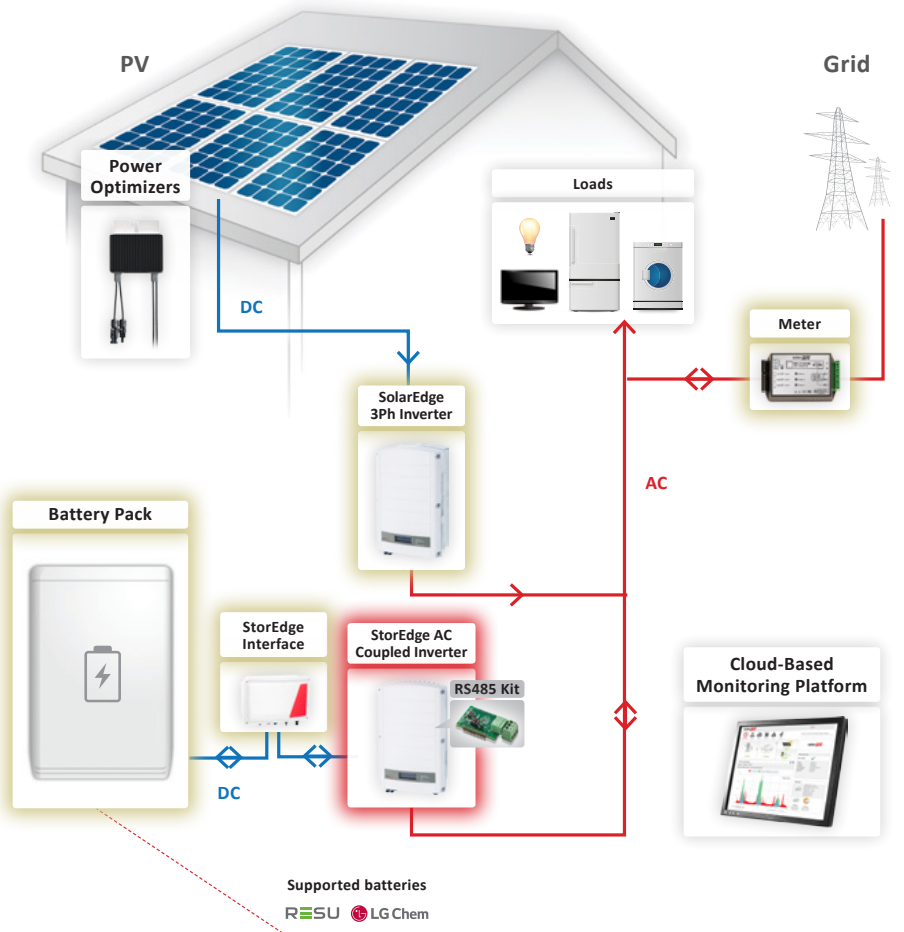 PV
Grid
Power
Optimizers
Loads
DC
Meter
SolarEdge
3Ph Inverter
AC
Battery Pack
StorEdge
Interface
StorEdge AC
Coupled Inverter
RS485 Kit
Cloud-Based
Monitoring Platform
DC
Supported batteries
RESU LG Chem